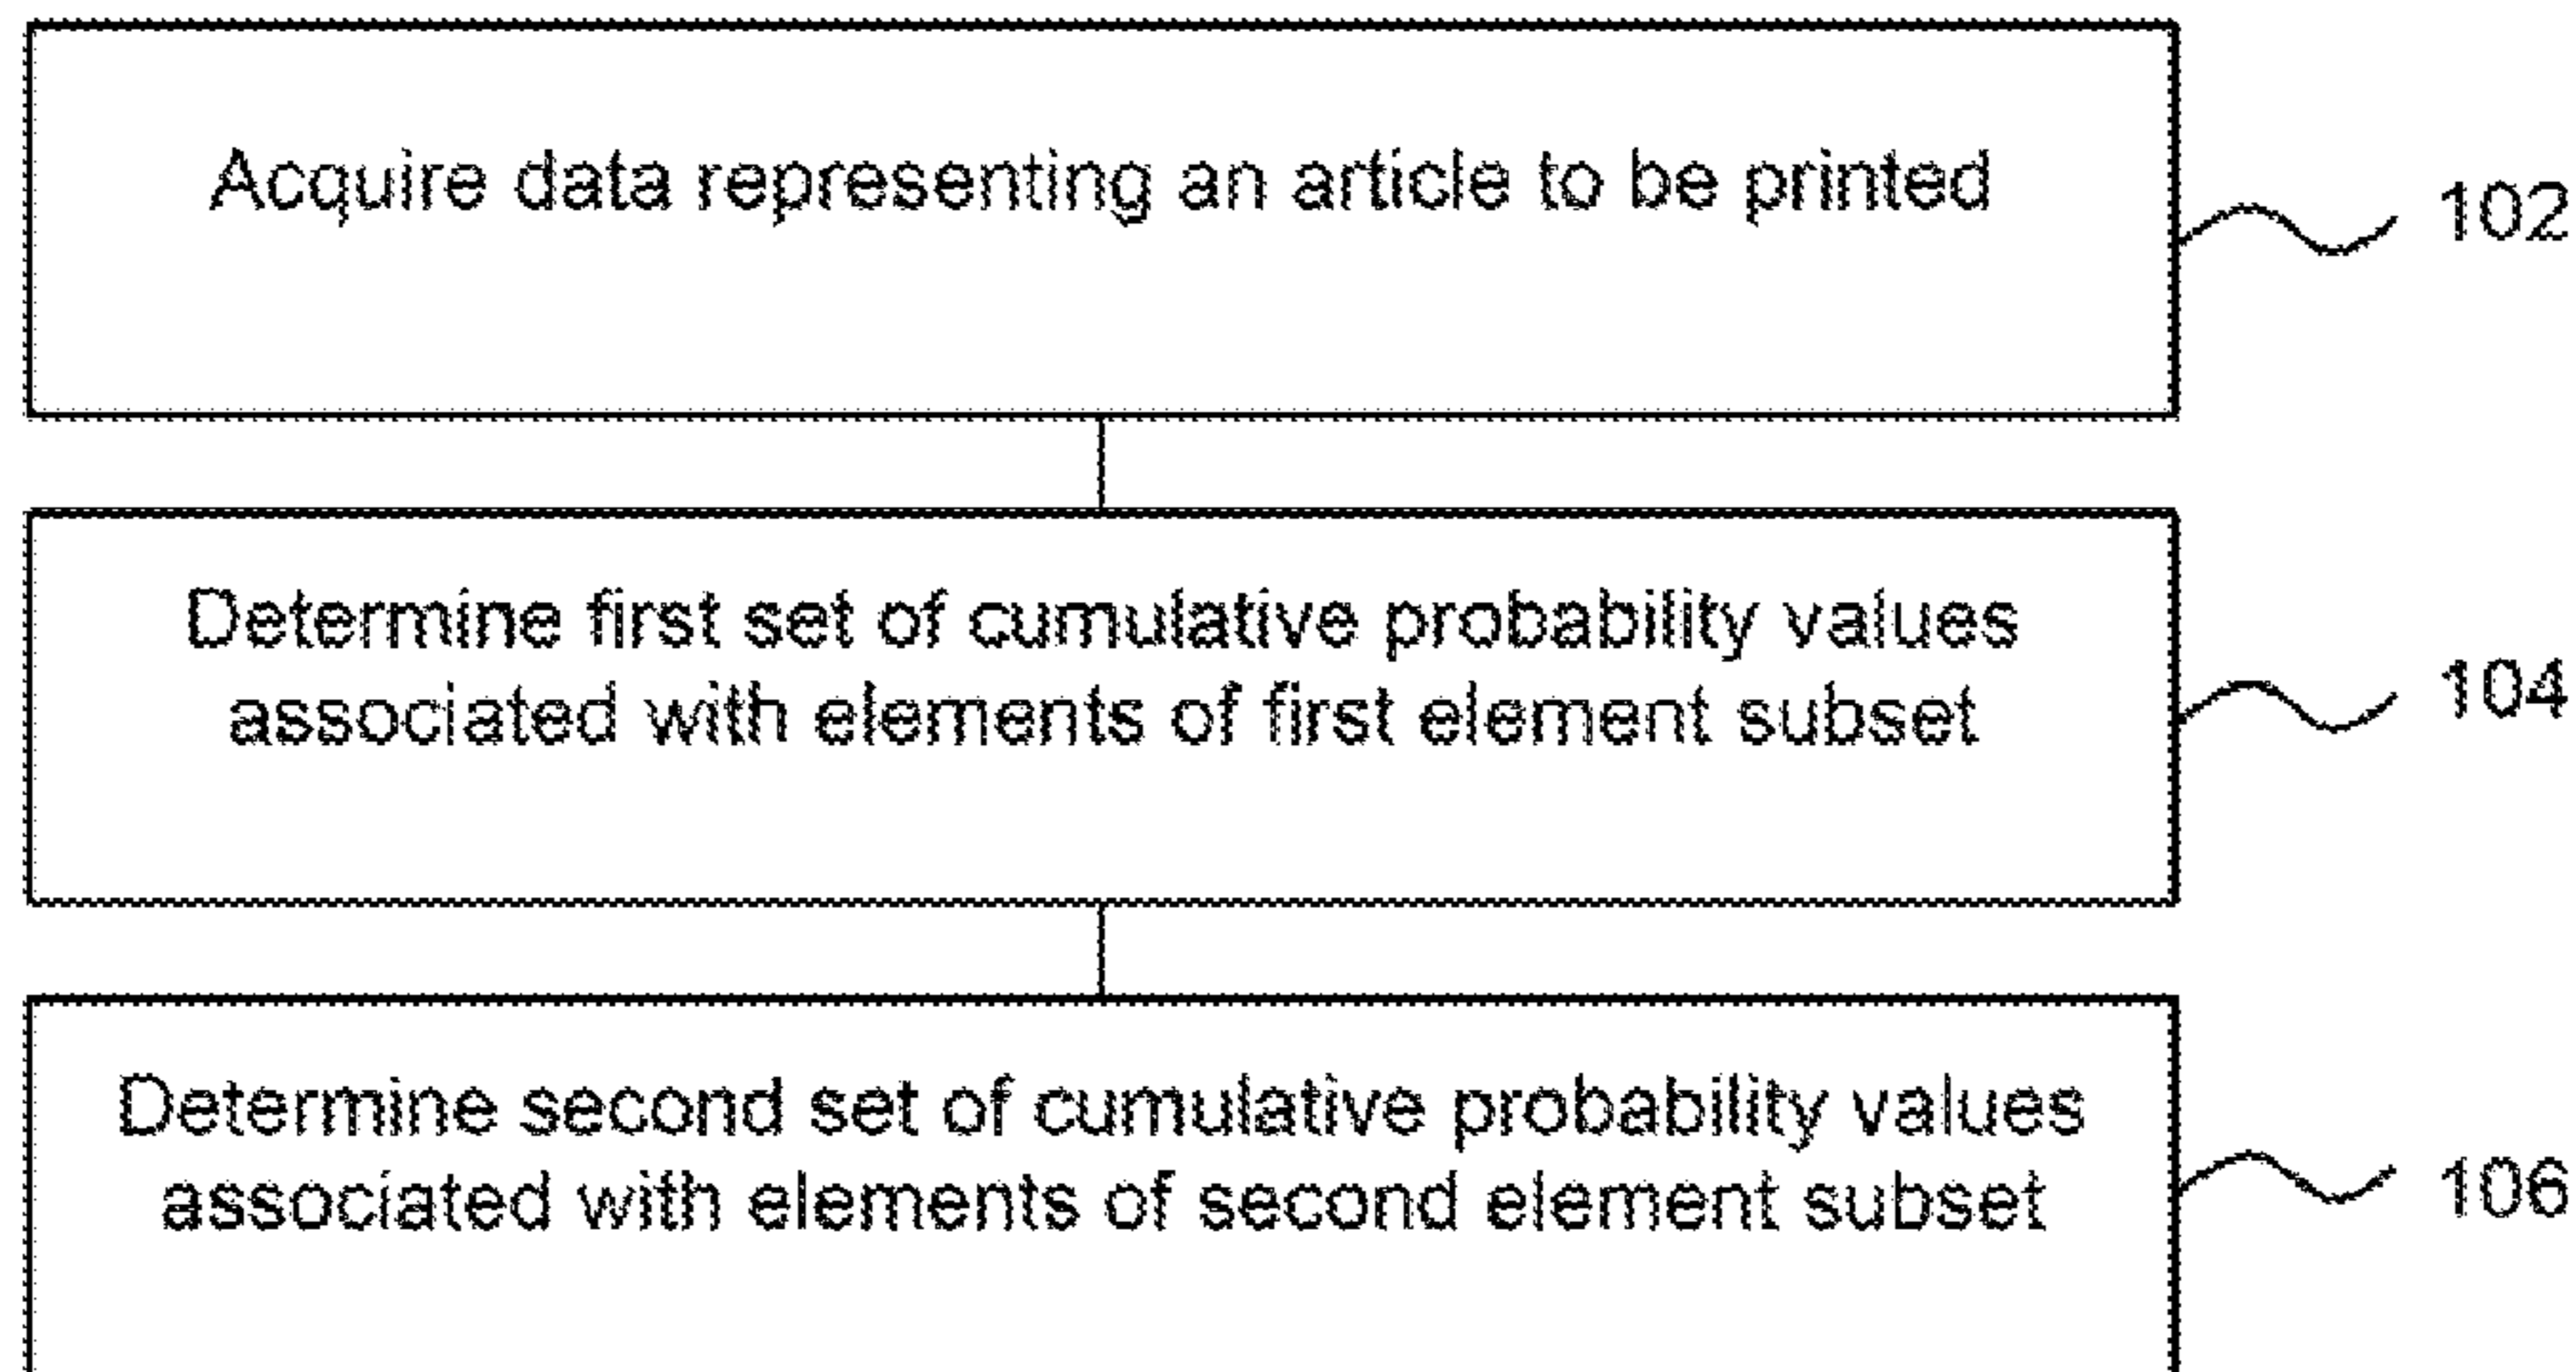 Acquire data representing an article to be printed
102
Determine first set of cumulative probability values
associated with elements of first element subset
104
Determine second set of cumulative probability values
associated with elements of second element subset
106